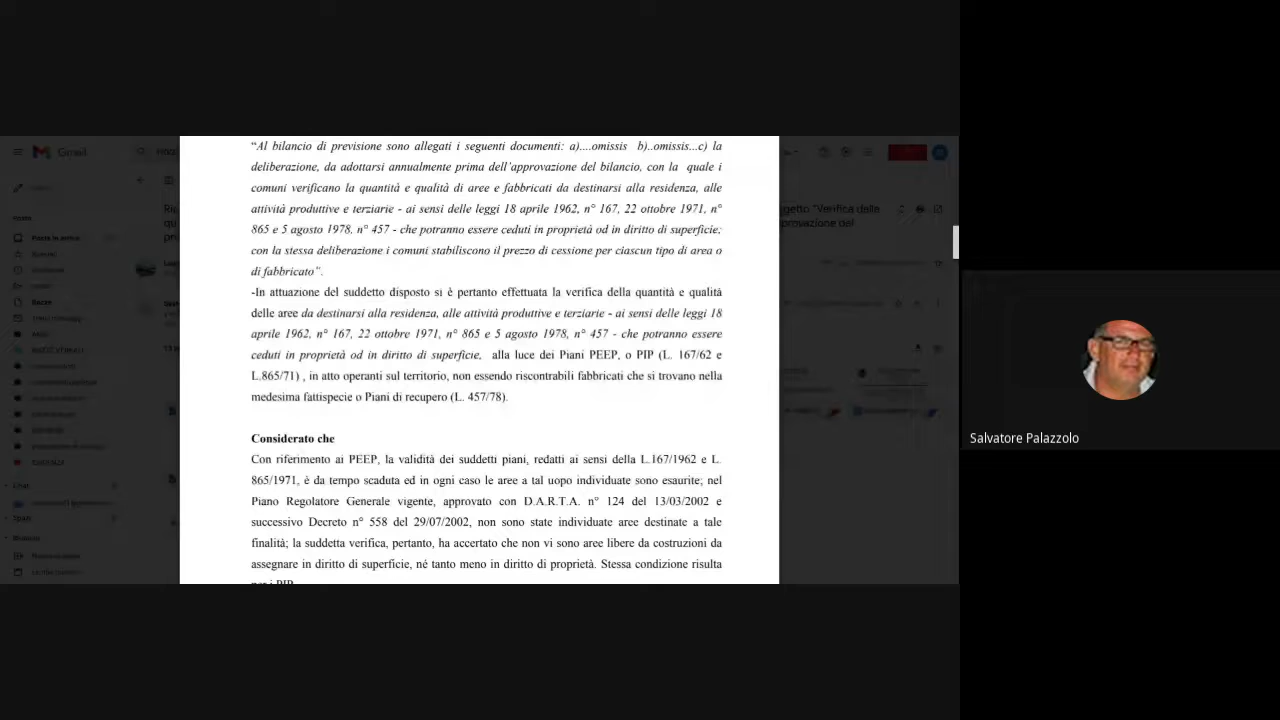 Gmail
"Al bilancio di previsione sono allegati i seguenti documenti: a)....omissis b)..omissis...c) la
deliberazione, da adottarsi annualmente prima dell'approvazione del bilancio, con la quale i
comuni verificano la quantità e qualità di aree e fabbricati da destinarsi alla residenza, alle
attività produttive e terziarie - ai sensi delle leggi 18 aprile 1962, n° 167, 22 ottobre 1971, n°
865 e 5 agosto 1978, n° 457 - che potranno essere ceduti in proprietà od in diritto di superficie;
con la stessa deliberazione i comuni stabiliscono il prezzo di cessione per ciascun tipo di area o
di fabbricato".
-In attuazione del suddetto disposto si è pertanto effettuata la verifica della quantità e qualità
delle aree da destinarsi alla residenza, alle attività produttive e terziarie - ai sensi delle leggi 18
aprile 1962, n° 167, 22 ottobre 1971, n° 865 e 5 agosto 1978, n° 457 - che potranno essere
ceduti in proprietà od in diritto di superficie, alla luce dei Piani PEEP, o PIP (L. 167/62 e
L.865/71) , in atto operanti sul territorio, non essendo riscontrabili fabbricati che si trovano nella
medesima fattispecie o Piani di recupero (L. 457/78).
Considerato che
Con riferimento ai PEEP, la validità dei suddetti piani, redatti ai sensi della L.167/1962 e L.
865/1971, è da tempo scaduta ed in ogni caso le aree a tal uopo individuate sono esaurite; nel
Piano Regolatore Generale vigente, approvato con D.A.R.T.A. n° 124 del 13/03/2002 e
successivo Decreto n° 558 del 29/07/2002, non sono state individuate aree destinate a tale
finalità; la suddetta verifica, pertanto, ha accertato che non vi sono aree libere da costruzioni da
assegnare in diritto di superficie, né tanto meno in diritto di proprietà. Stessa condizione risulta
per i PIP
getto "Verifica delle
provazione del
Salvatore Palazzolo